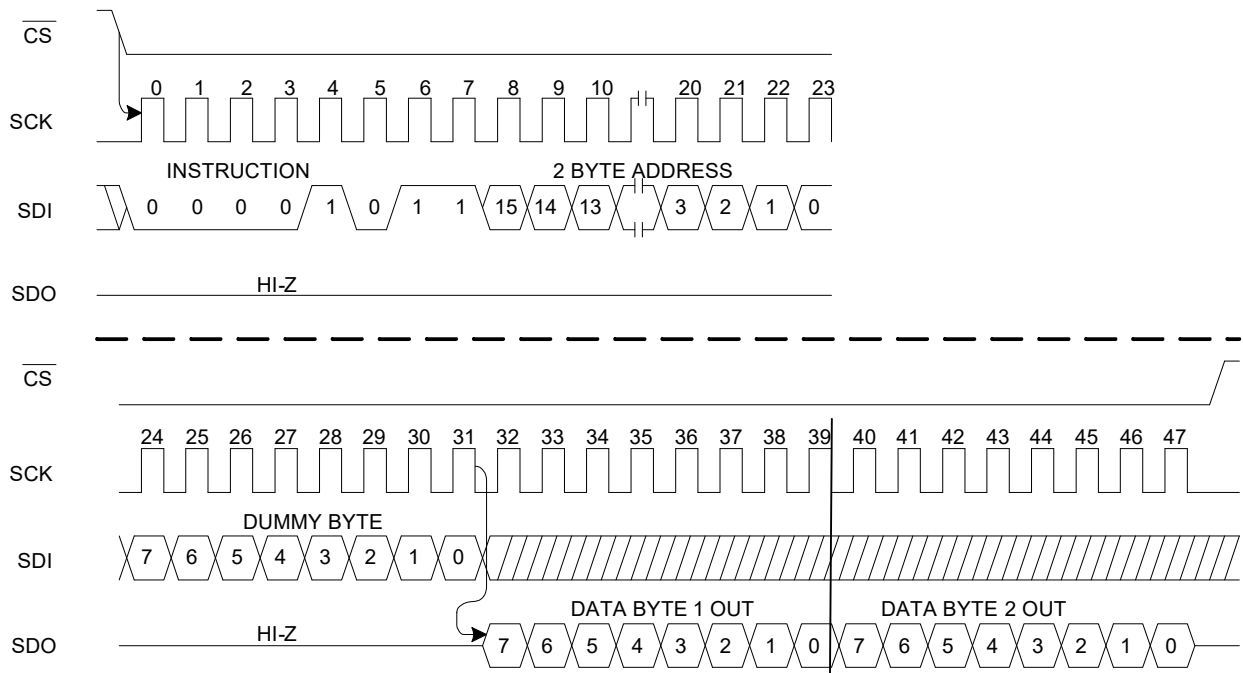 CS
0 1 2 3 4 5 6 7 8 9 10 20 21 22 23
SCK
INSTRUCTION 2 BYTE ADDRESS
SDI 0 0 0 0 1 0 1 1 15 14 13 3 2 1 0
HI-Z
SDO
CS
24 25 26 27 28 29 30 31 32 33 34 35 36 37 38 39 40 41 42 43 44 45 46 47
SCK
DUMMY BYTE
SDI 7 6 5 4 3 2 1 0
DATA BYTE 1 OUT DATA BYTE 2 OUT
HI-Z
SDO 7 6 5 4 3 2 1 0 7 6 5 4 3 2 1 0